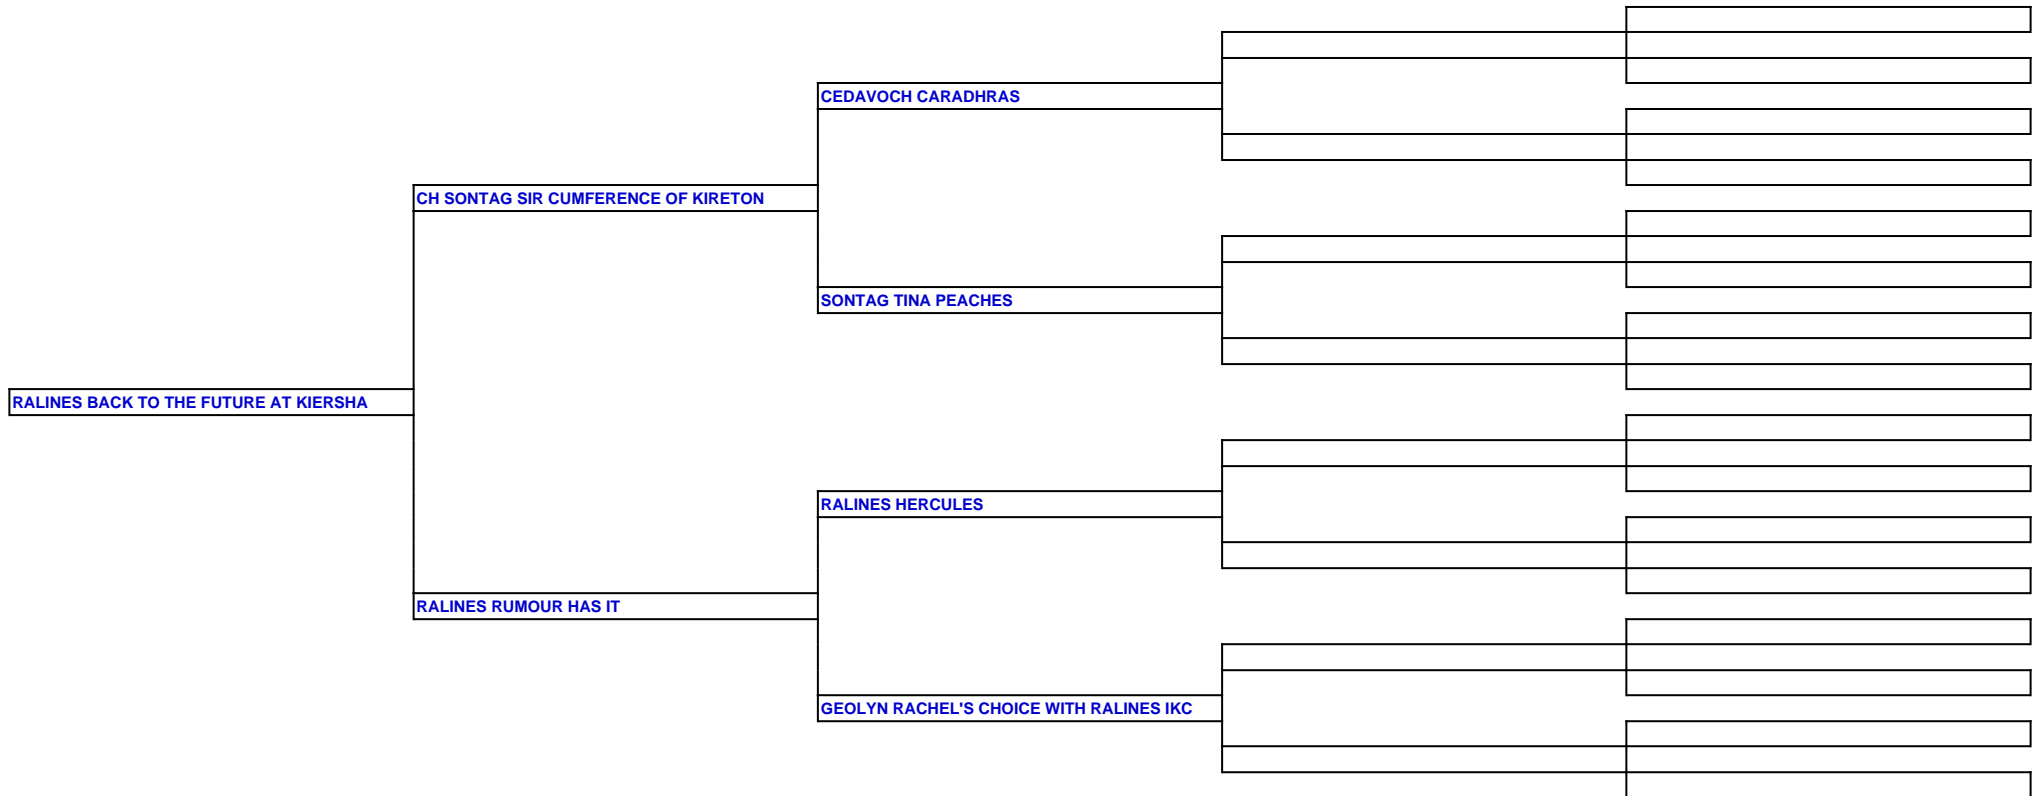 CEDAVOCH CARADHRAS
CH SONTAG SIR CUMFERENCE OF KIRETON
SONTAG TINA PEACHES
RALINES BACK TO THE FUTURE AT KIERSHA
RALINES HERCULES
RALINES RUMOUR HAS IT
GEOLYN RACHEL'S CHOICE WITH RALINES IKC